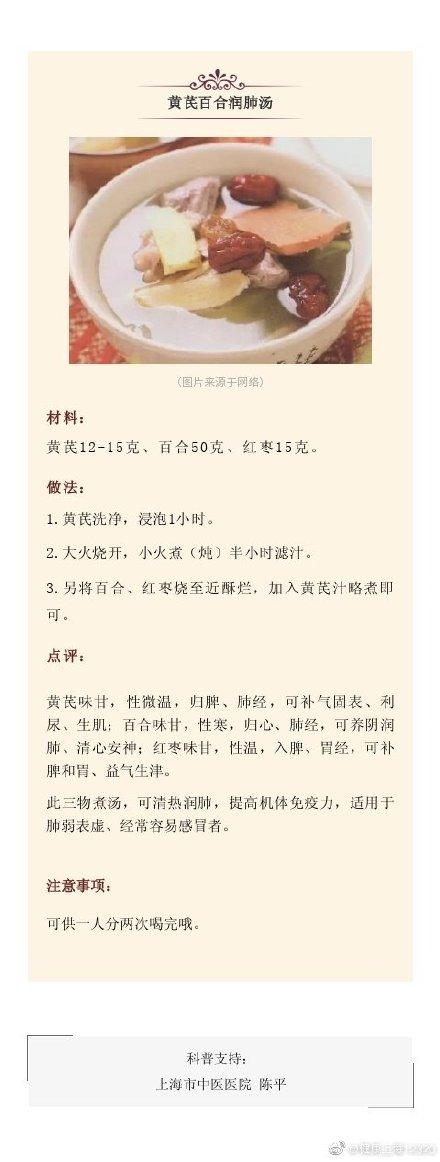 黄芪百合润肺汤
(图片来源于网络)
材料：
黄芪12-15克、百合50克、红枣15克。
做法：
1.黄芪洗净，浸泡1小时。
2.大火烧开，小火煮（炖）半小时滤汁。
3.另将百合、红枣烧至近酥烂，加入黄芪汁略煮即
可。
点评：
黄芪味甘，性微温，归脾、肺经，可补气固表、利
尿、生肌；百合味甘，性寒，归心、肺经，可养阴润
肺、清心安神；红枣味甘，性温，入脾、胃经，可补
脾和胃、益气生津。
此三物煮汤，可清热润肺，提高机体免疫力，适用于
肺弱表虚、经常容易感冒者。
注意事项：
可供一人分两次喝完哦。
科普支持：
上海市中医医院 陈平
@健康上海12320